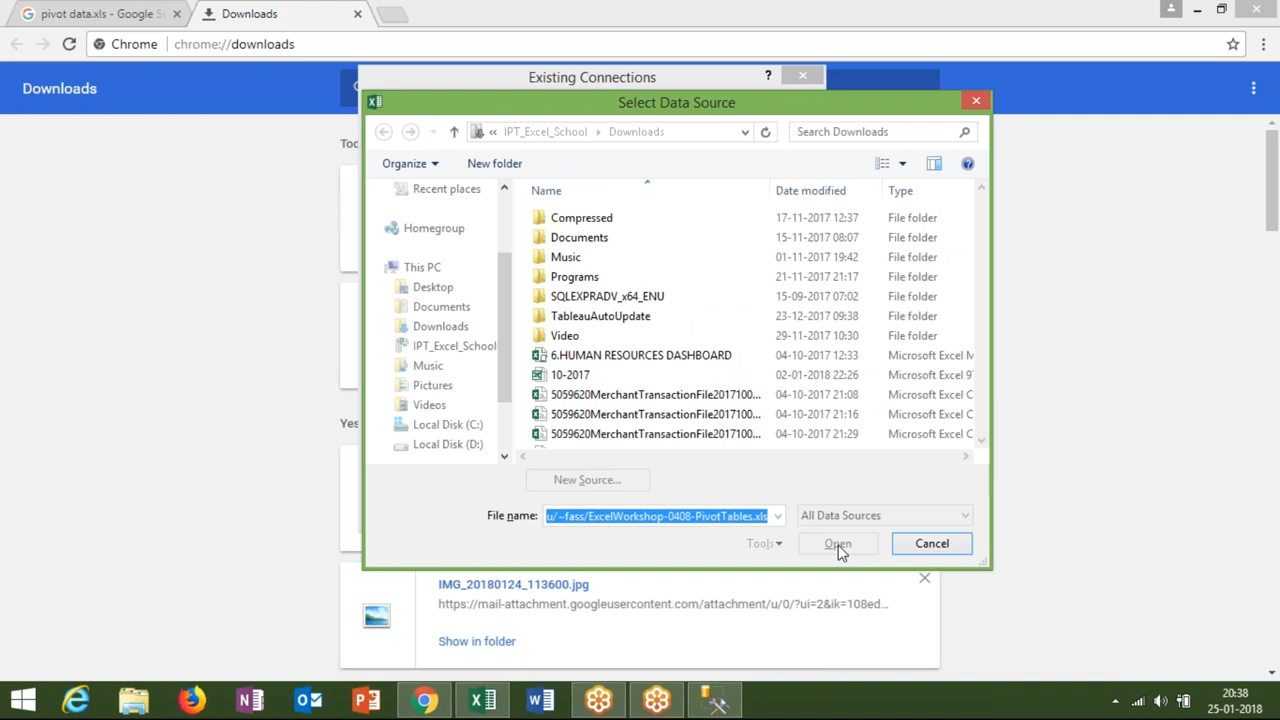 pivot data.xls - Google S
Downloads
Chrome
chrome://downloads
Downloads
Existing Connections
?
Select Data Source
« IPT_Excel_School
Downloads
Search Downloads
Organize
New folder
Recent places
Homegroup
This PC
Desktop
Documents
Downloads
IPT_Excel_School
Music
Pictures
Videos
Local Disk (C:)
Local Disk (D:)
Name
Date modified
Type
Compressed 17-11-2017 12:37 File folder
Documents 15-11-2017 08:07 File folder
Music 01-11-2017 19:42 File folder
Programs 21-11-2017 21:17 File folder
SQLEXPRADV_x64_ENU 15-09-2017 07:02 File folder
TableauAutoUpdate 23-12-2017 09:38 File folder
Video 29-11-2017 10:30 File folder
6.HUMAN RESOURCES DASHBOARD 04-10-2017 12:33 Microsoft Excel M
10-2017 02-01-2018 22:26 Microsoft Excel 97
5059620MerchantTransactionFile2017100... 04-10-2017 21:08 Microsoft Excel C
5059620MerchantTransactionFile2017100... 04-10-2017 21:16 Microsoft Excel C
5059620MerchantTransactionFile2017100... 04-10-2017 21:29 Microsoft Excel C
New Source...
File name:
u/~fass/ExcelWorkshop-0408-PivotTables.xls
All Data Sources
Tools
Open
Cancel
Too
Yes
IMG_20180124_113600.jpg
https://mail-attachment.googleusercontent.com/attachment/u/0/?ui=2&ik=108ed...
Show in folder
20:38
25-01-2018